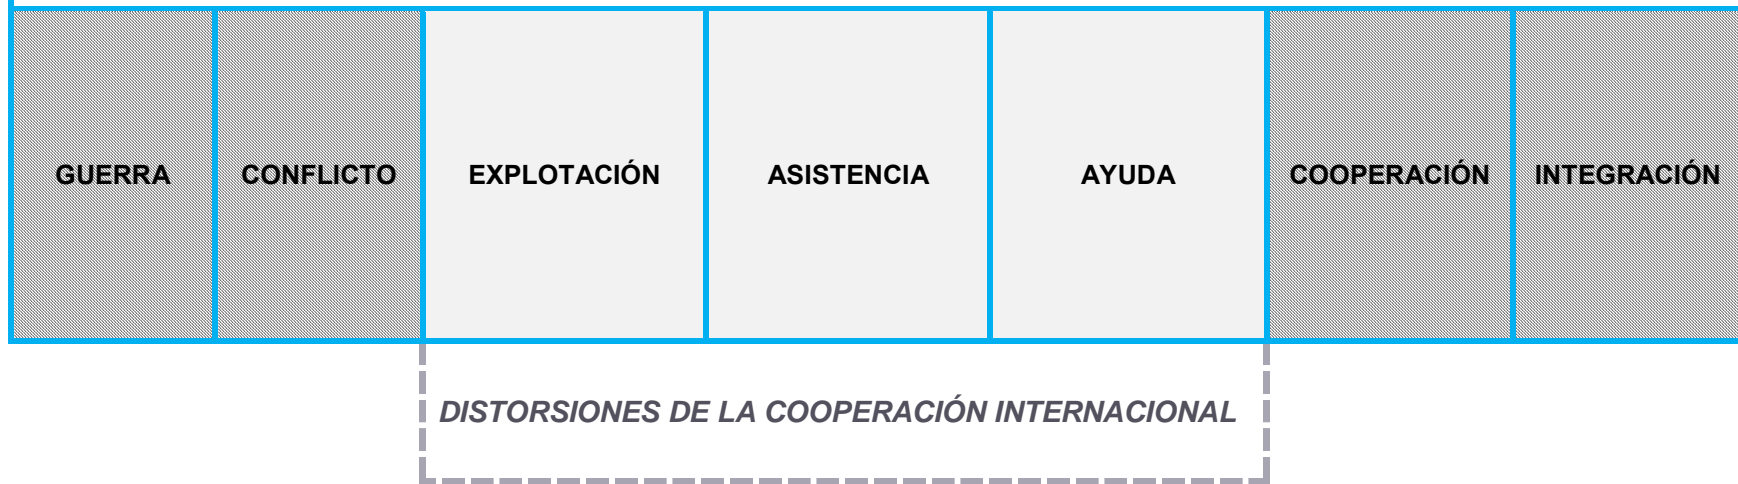 GUERRA
CONFLICTO
EXPLOTACIÓN
ASISTENCIA
AYUDA
COOPERACIÓN
INTEGRACIÓN
DISTORSIONES DE LA COOPERACIÓN INTERNACIONAL